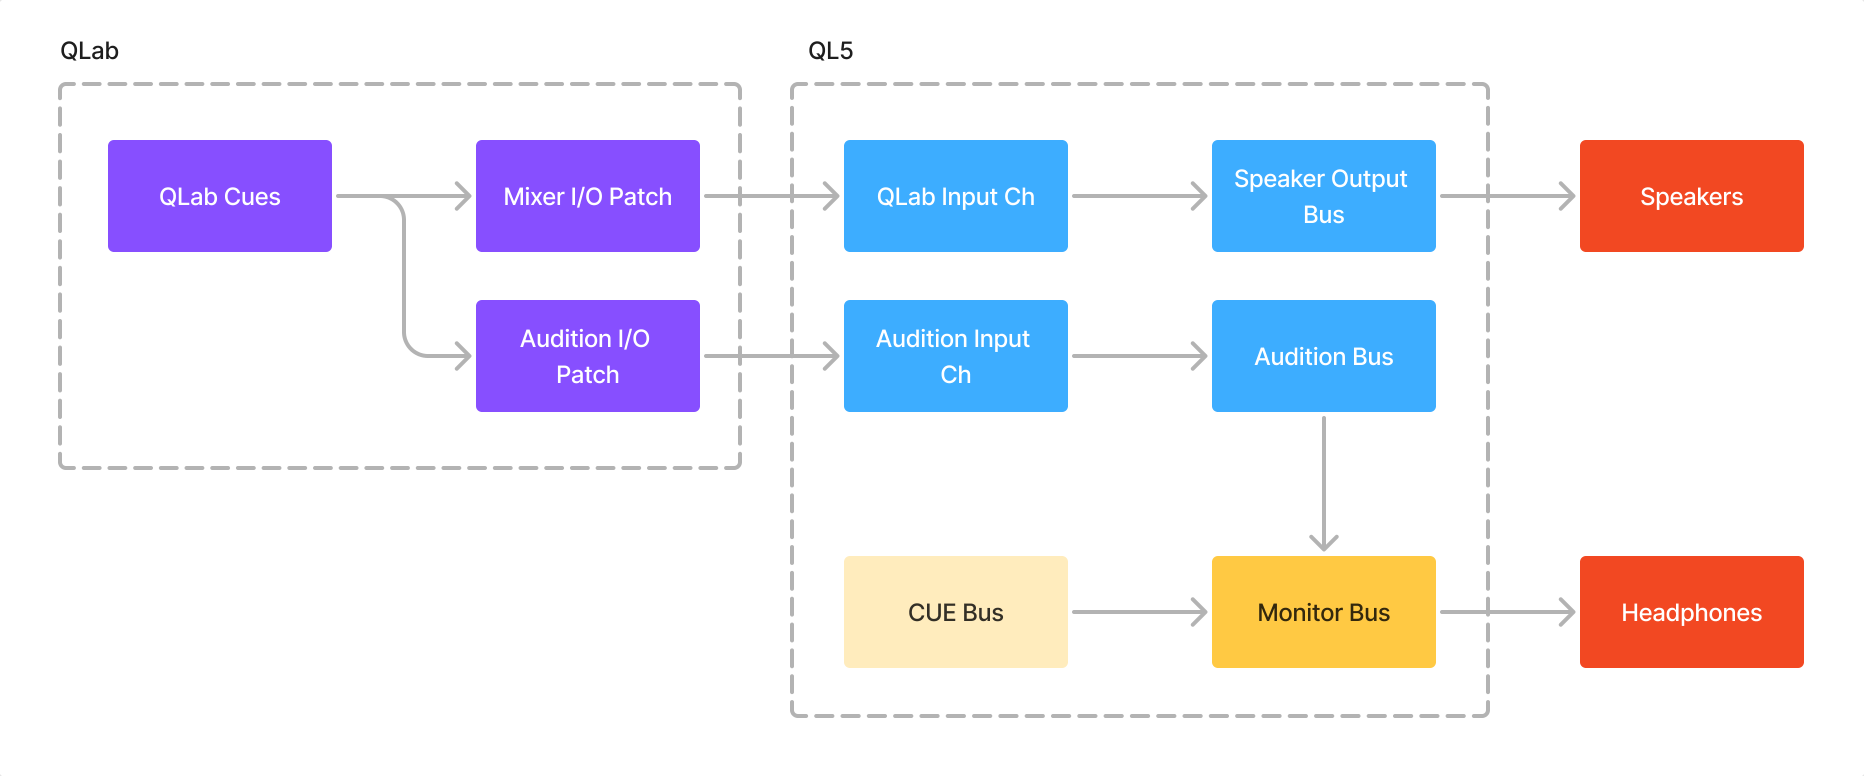 QLab
QL5
QLab Cues
Mixer I/O Patch
QLab Input Ch
Speaker Output
Bus
Speakers
Audition I/O
Patch
Audition Input
Ch
Audition Bus
CUE Bus
Monitor Bus
Headphones